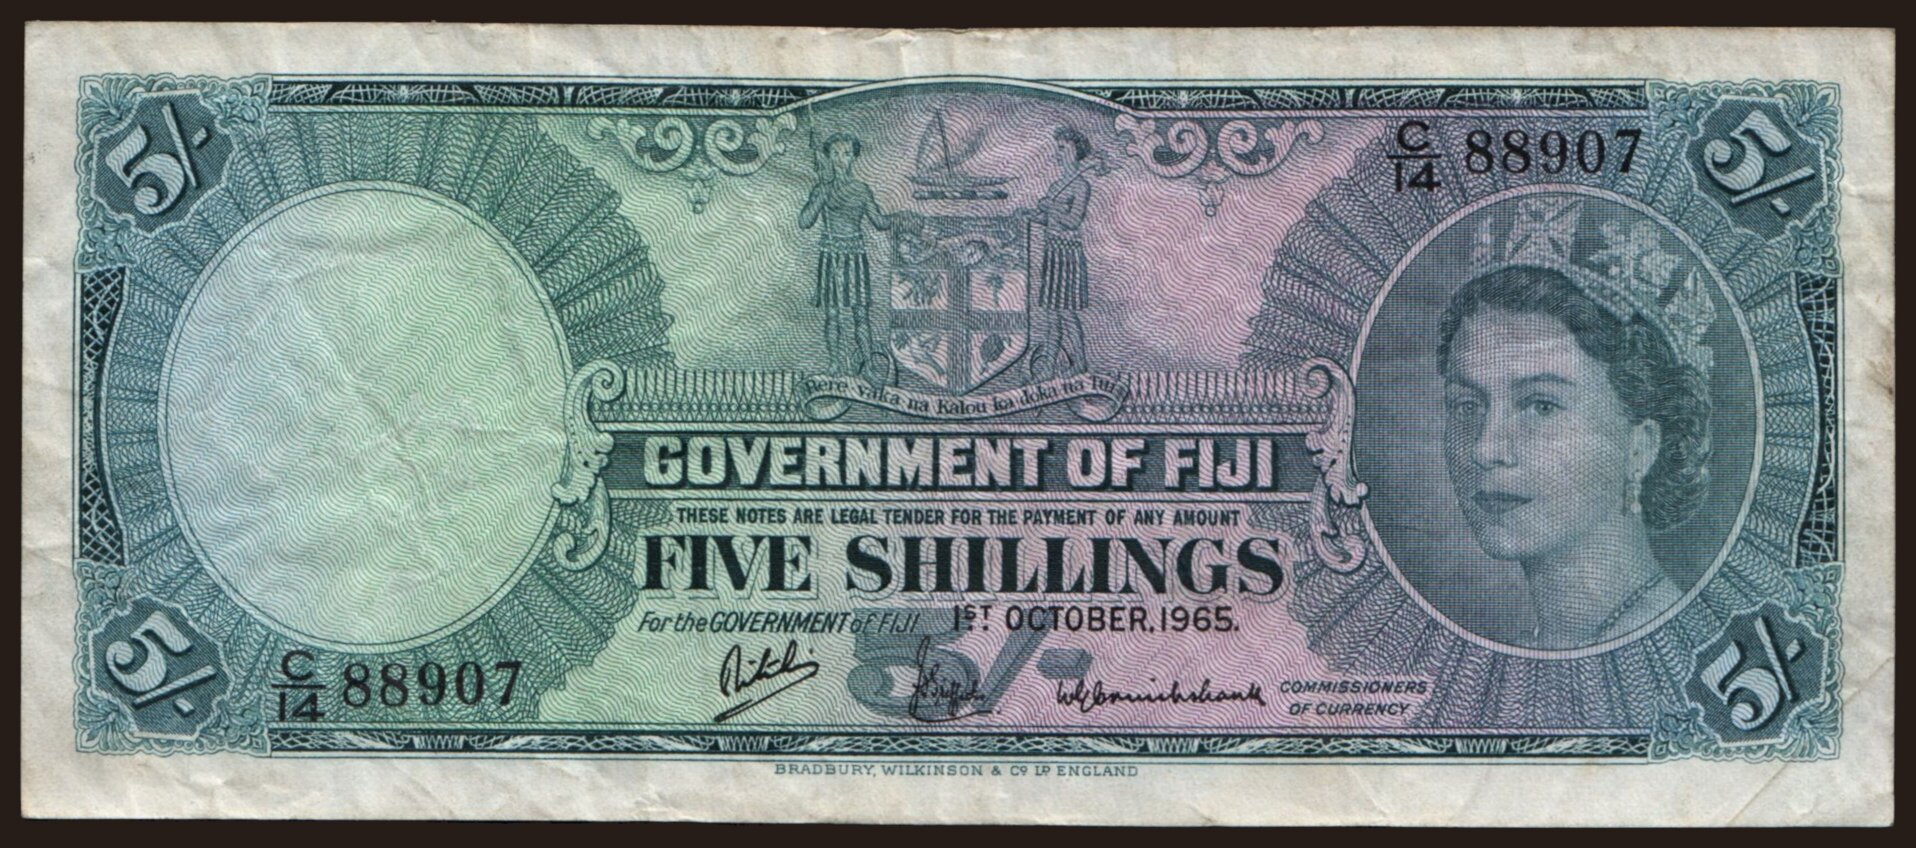 5/-
5/-
C/14 88907
Rere vaka na Kalou ka doka na Tui
GOVERNMENT OF FIJI
THESE NOTES ARE LEGAL TENDER FOR THE PAYMENT OF ANY AMOUNT
FIVE SHILLINGS
For the GOVERNMENT of FIJI 1ST OCTOBER, 1965.
5/-
C/14 88907
5/-
COMMISSIONERS
OF CURRENCY
5/-
BRADBURY, WILKINSON & Co. LD. ENGLAND